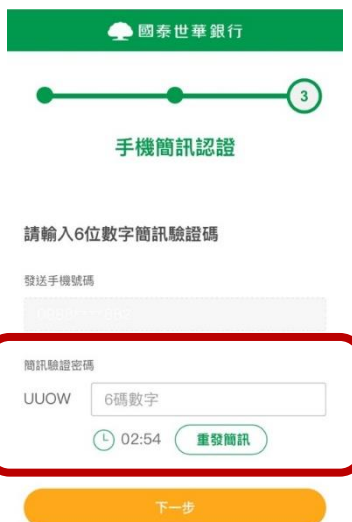 國泰世華銀行
3
手機簡訊認證
請輸入6位數字簡訊驗證碼
發送手機號碼
簡訊驗證密碼
UUOW 6碼數字
02:54 重發簡訊
下一步